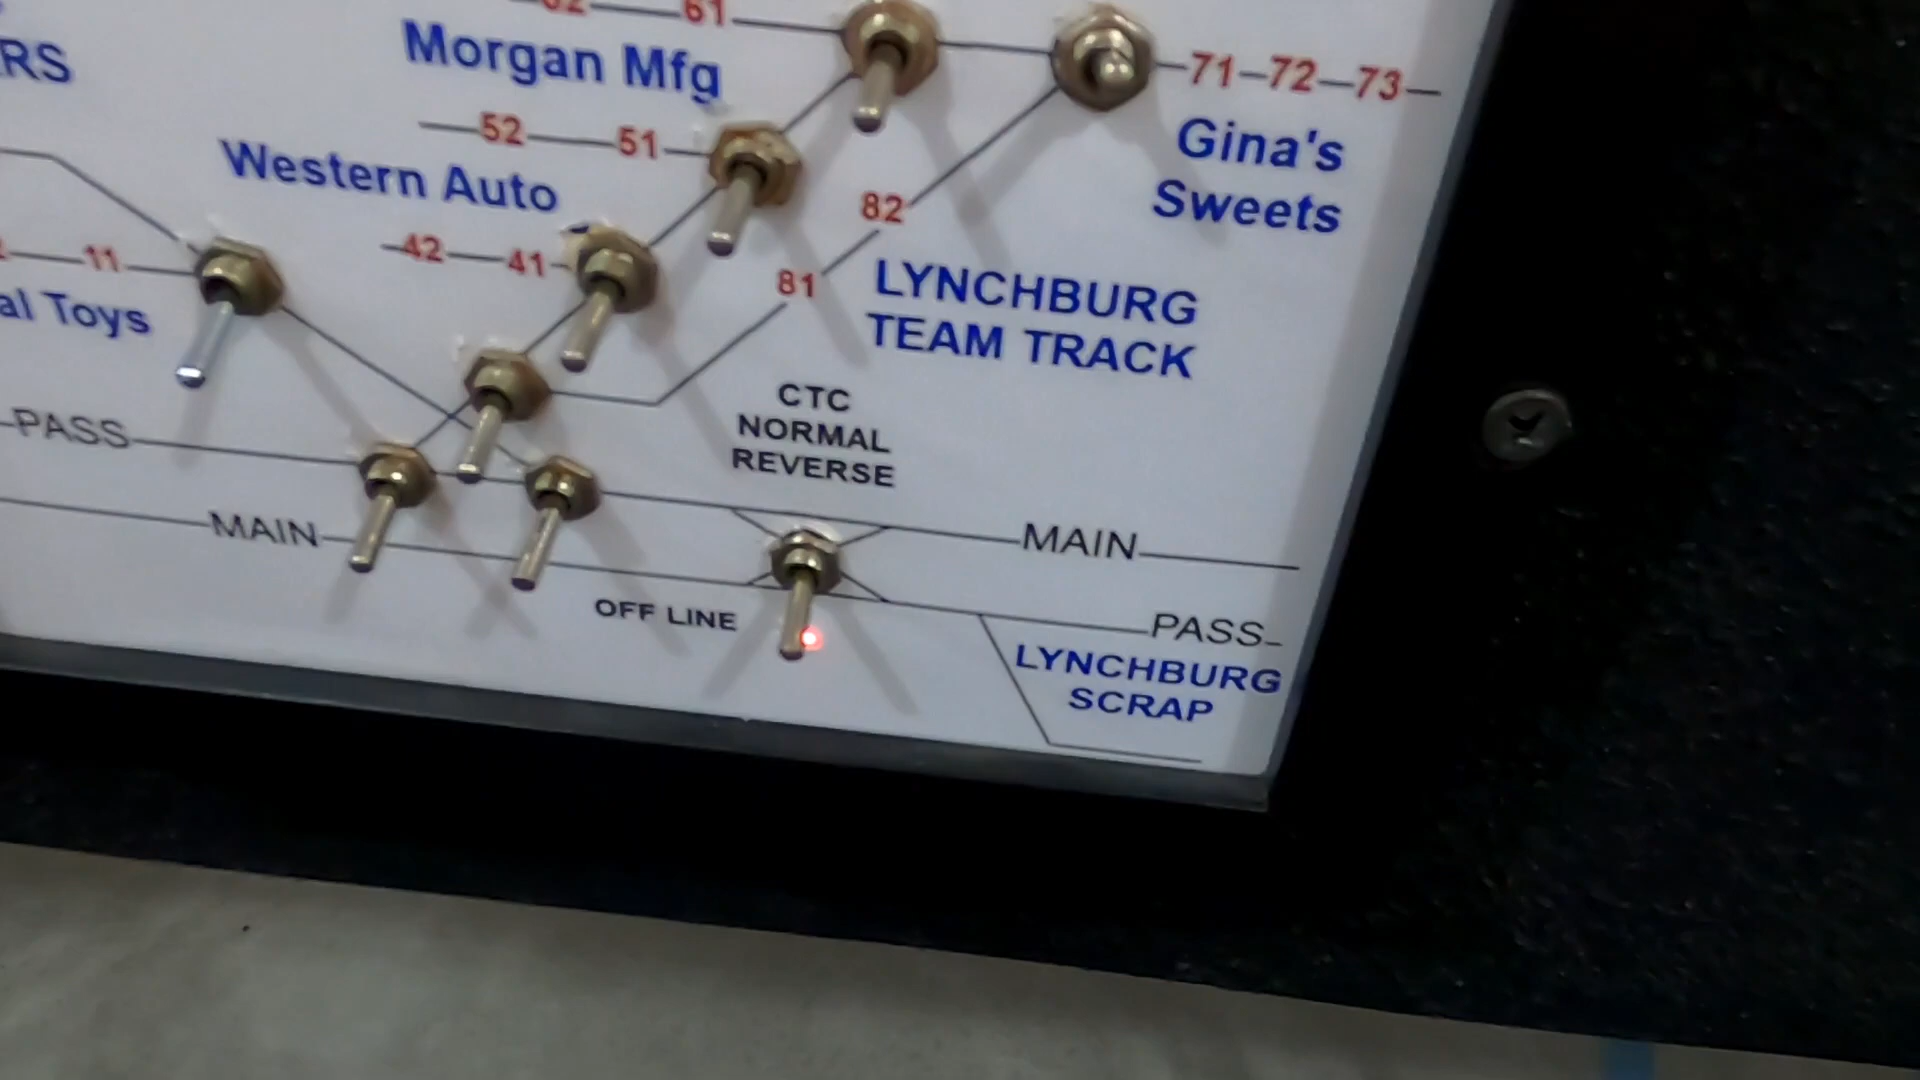 62 61
RS
Morgan Mfg
71 72 73
52 51
Gina's
Sweets
Western Auto
82
11
42 41
81
LYNCHBURG
TEAM TRACK
al Toys
CTC
NORMAL
REVERSE
PASS
MAIN
MAIN
OFF LINE
PASS
LYNCHBURG
SCRAP